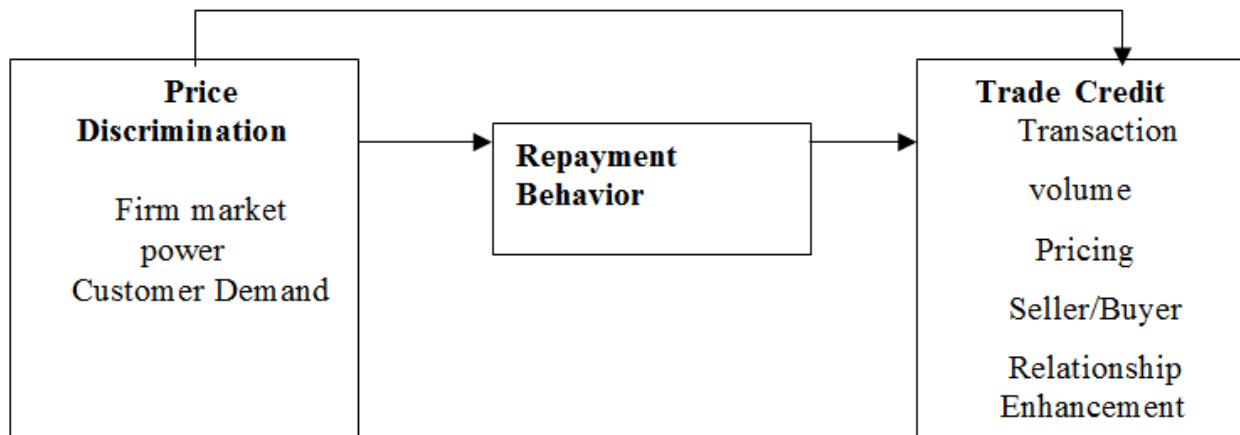 Price
Discrimination
Firm market
power
Customer Demand
Repayment
Behavior
Trade Credit
Transaction
volume
Pricing
Seller/Buyer
Relationship
Enhancement